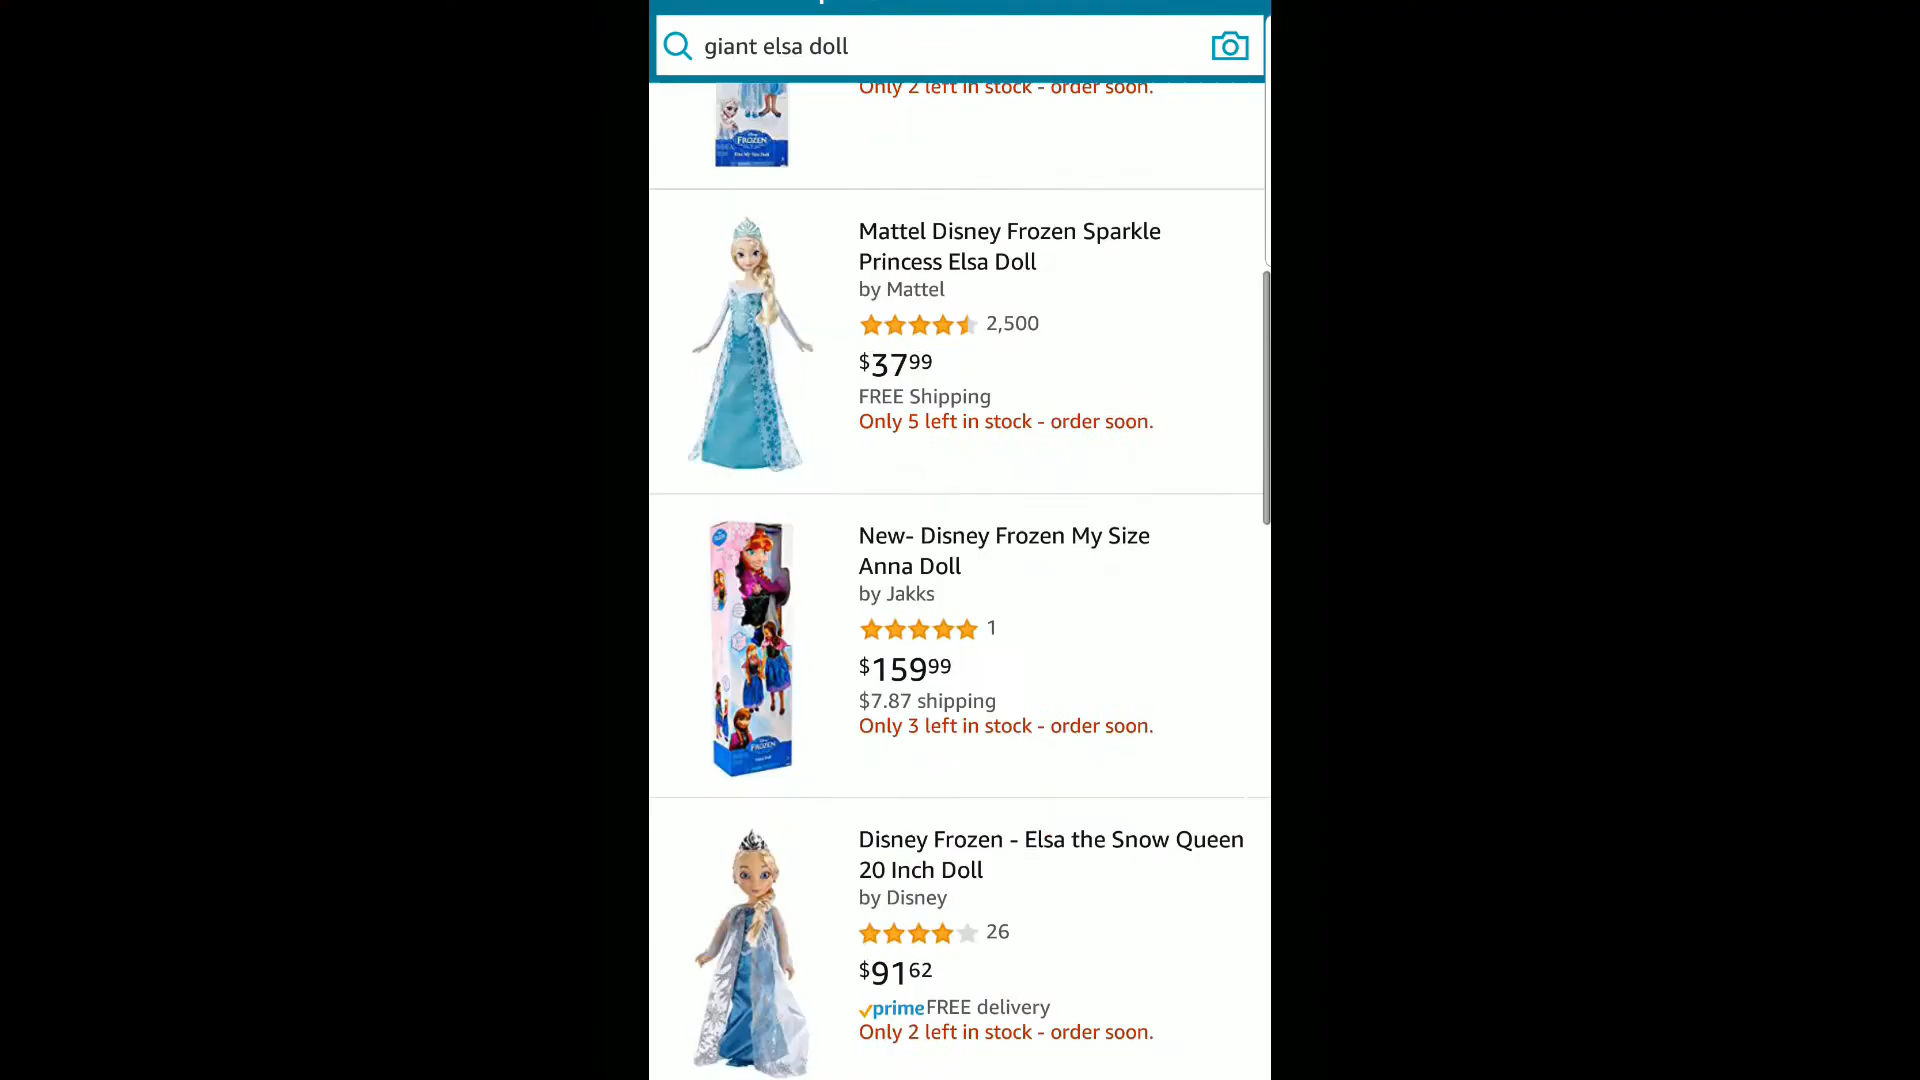 giant elsa doll
Only 2 left in stock - order soon.
FROZEN
Mattel Disney Frozen Sparkle
Princess Elsa Doll
by Mattel
2,500
$37.99
FREE Shipping
Only 5 left in stock - order soon.
New- Disney Frozen My Size
Anna Doll
by Jakks
1
$159.99
$7.87 shipping
Only 3 left in stock - order soon.
FROZEN
Disney Frozen - Elsa the Snow Queen
20 Inch Doll
by Disney
26
$91.62
prime FREE delivery
Only 2 left in stock - order soon.